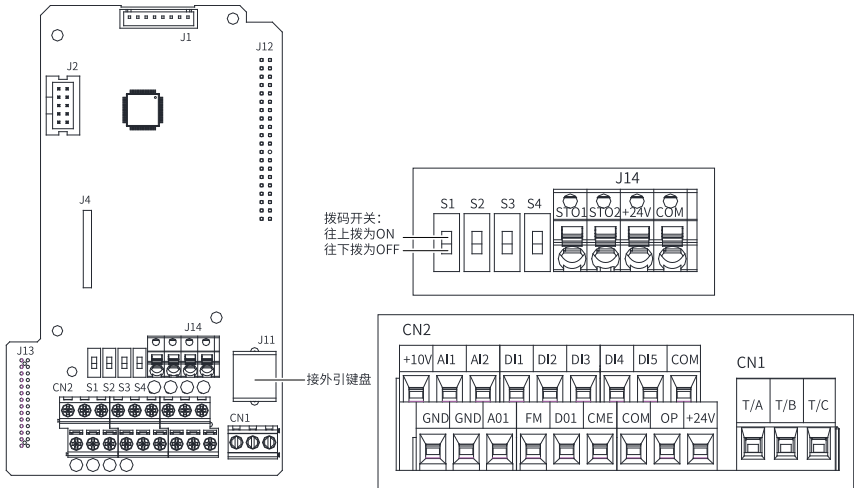 J1
J12
J2
J4
J14
J13
J11
CN2 S1 S2 S3 S4
CN1
接外引键盘
J14
S1 S2 S3 S4
STO1 STO2 +24V COM
拨码开关：
往上拨为ON
往下拨为OFF
CN2
+10V AI1 AI2 DI1 DI2 DI3 DI4 DI5 COM
GND GND A01 FM D01 CME COM OP +24V
CN1
T/A T/B T/C